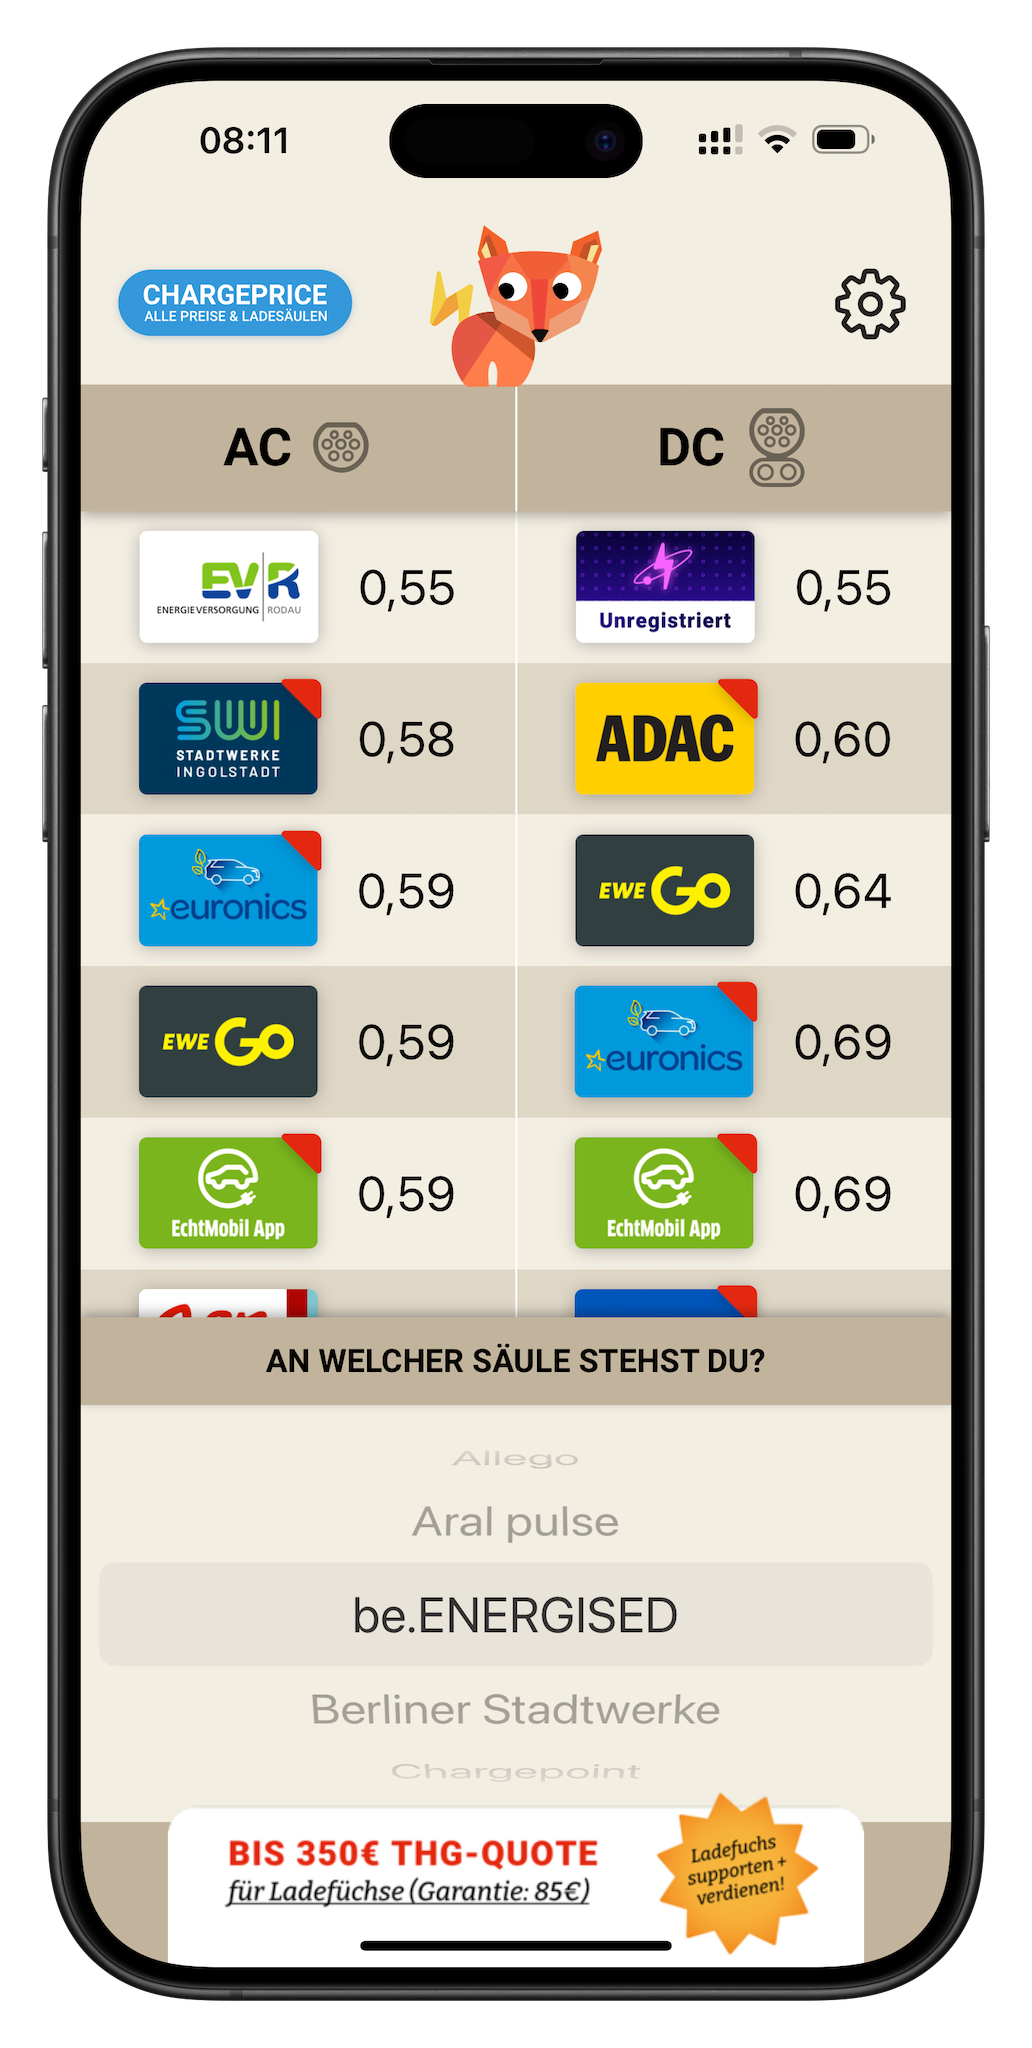 08:11
CHARGEPRICE
ALLE PREISE & LADESÄULEN
AC
DC
EVR
ENERGIEVERSORGUNG RODAU
0,55
Unregistriert
0,55
SWI
STADTWERKE
INGOLSTADT
0,58
ADAC
0,60
euronics
0,59
EWE Go
0,64
EWE Go
0,59
euronics
0,69
EchtMobil App
0,59
EchtMobil App
0,69
AN WELCHER SÄULE STEHST DU?
Allego
Aral pulse
be.ENERGISED
Berliner Stadtwerke
Chargepoint
BIS 350€ THG-QUOTE
für Ladefüchse (Garantie: 85€)
Ladefuchs
supporten +
verdienen!